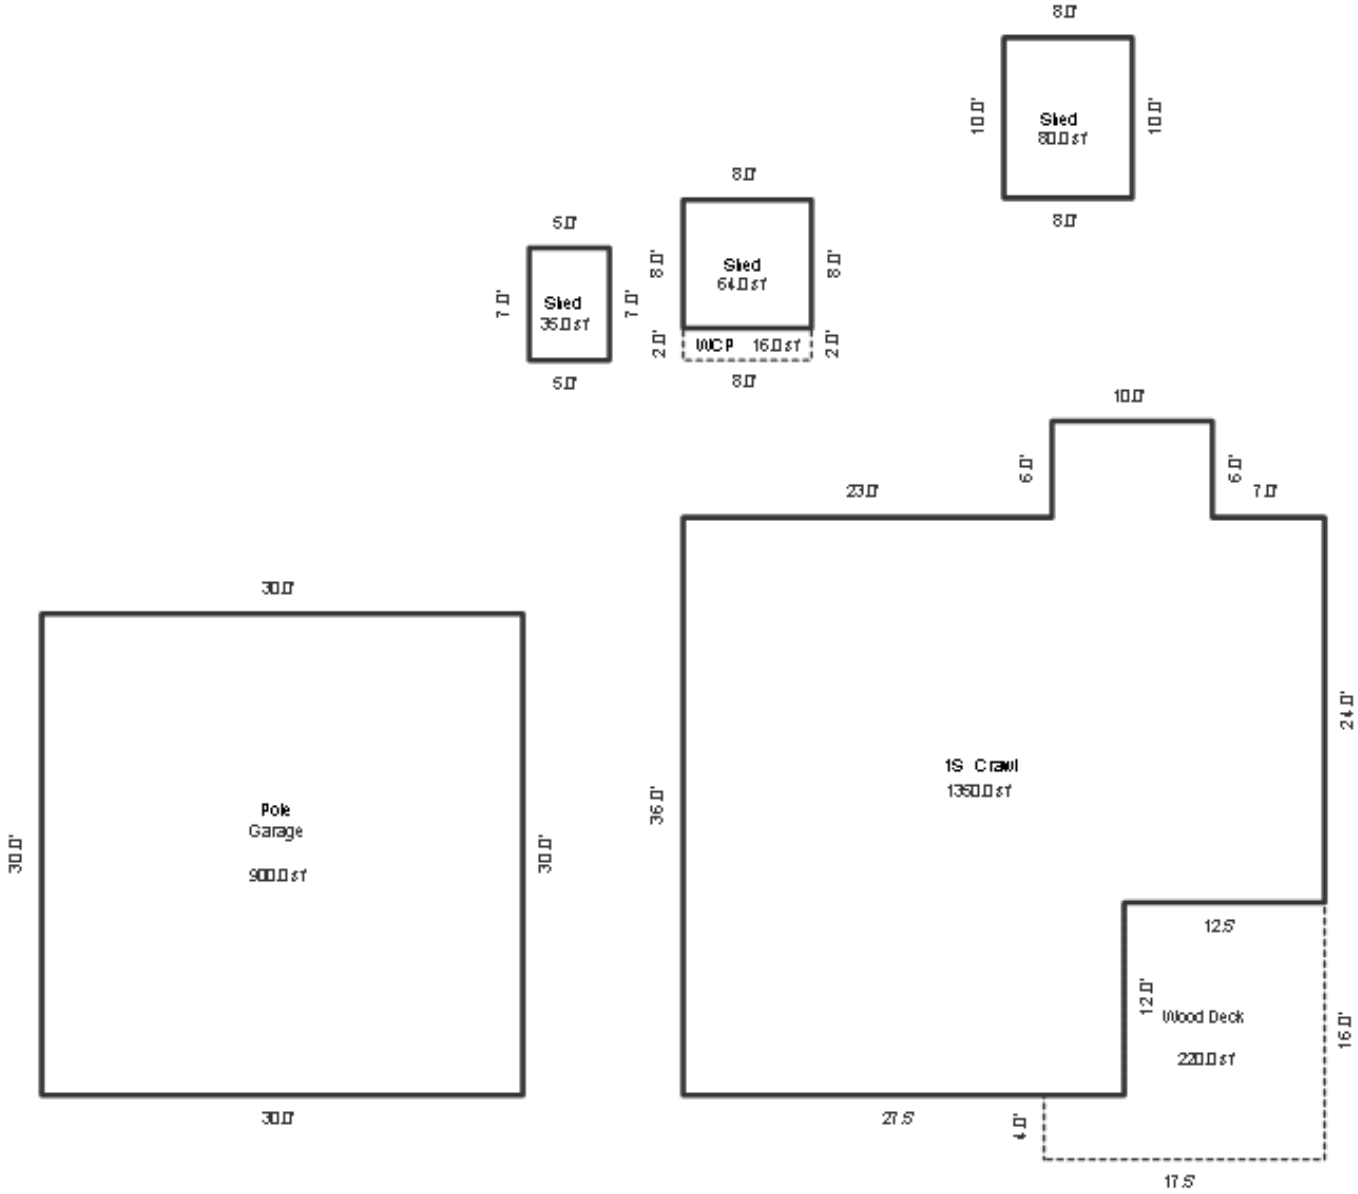 8.0'
10.0'
Shed
80.0 sf
10.0'
8.0'
8.0'
8.0'
Shed
64.0 sf
8.0'
2.0'
WCP 16.0 sf
2.0'
8.0'
5.0'
7.0'
Shed
35.0 sf
7.0'
5.0'
10.0'
6.0'
6.0'
23.0'
7.0'
30.0'
24.0'
1S Crawl
1350.0 sf
36.0'
Pole
Garage
900.0 sf
30.0'
30.0'
12.5'
12.0'
Wood Deck
220.0 sf
16.0'
30.0'
27.5'
4.0'
17.5'